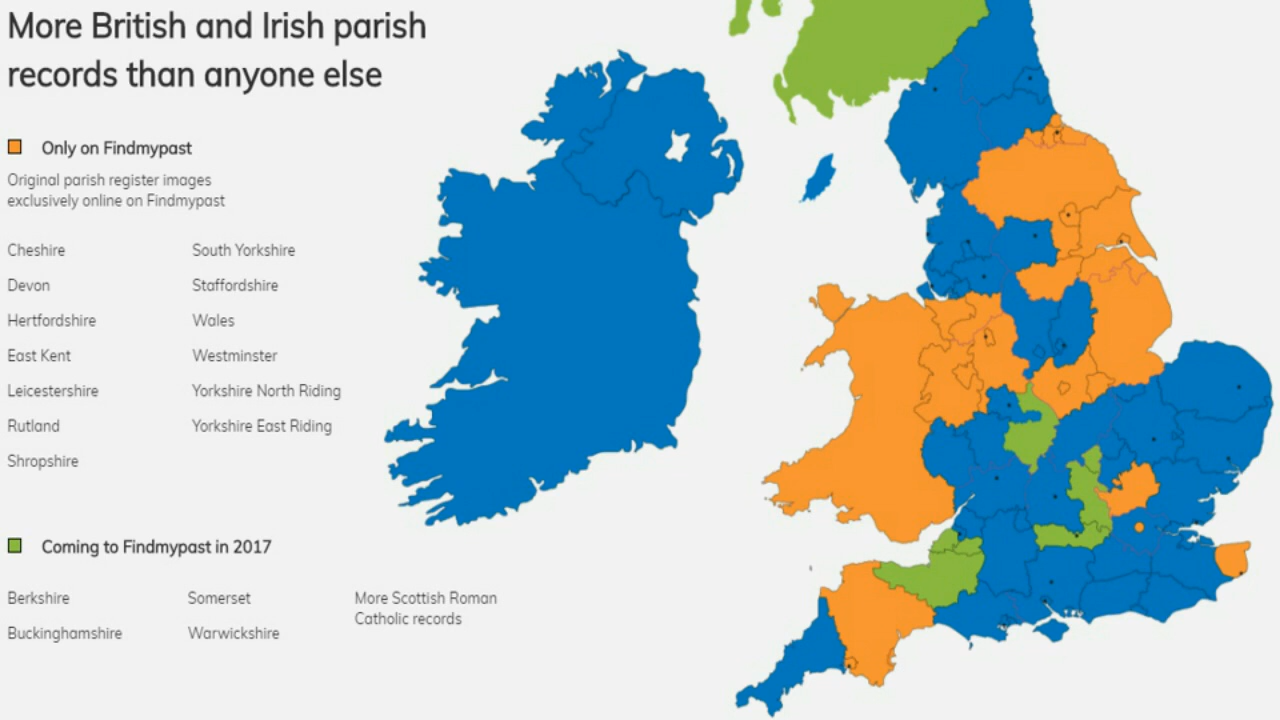 More British and Irish parish
records than anyone else
Only on Findmypast
Original parish register images
exclusively online on Findmypast
Cheshire
Devon
Hertfordshire
East Kent
Leicestershire
Rutland
Shropshire
South Yorkshire
Staffordshire
Wales
Westminster
Yorkshire North Riding
Yorkshire East Riding
Coming to Findmypast in 2017
Berkshire
Buckinghamshire
Somerset
Warwickshire
More Scottish Roman
Catholic records